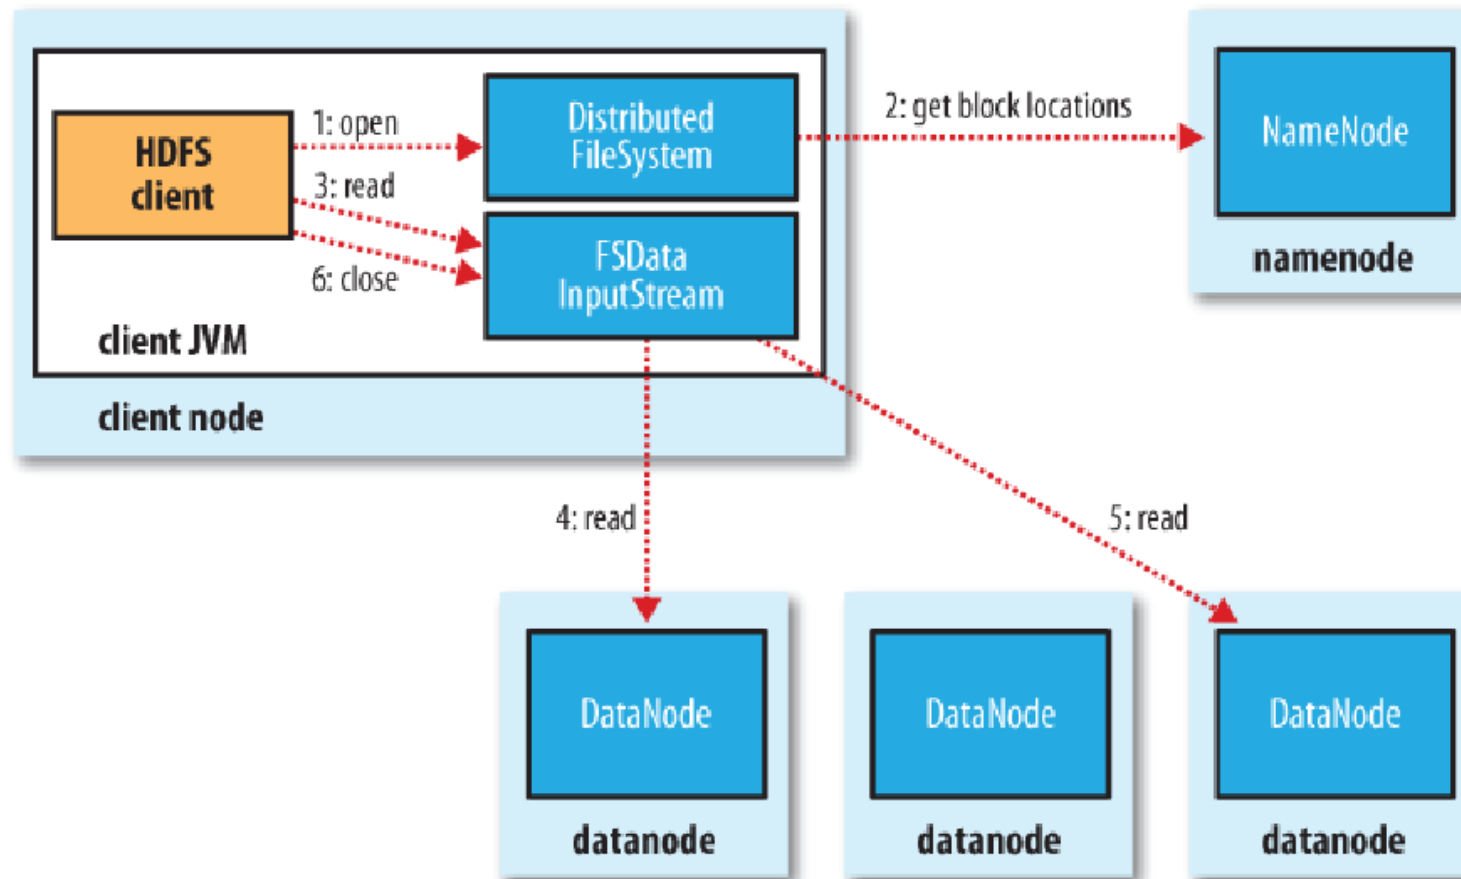 HDFS
client
1: open
3: read
6: close
Distributed
FileSystem
FSData
InputStream
client JVM
client node
2: get block locations
NameNode
namenode
4: read
5: read
DataNode
datanode
DataNode
datanode
DataNode
datanode